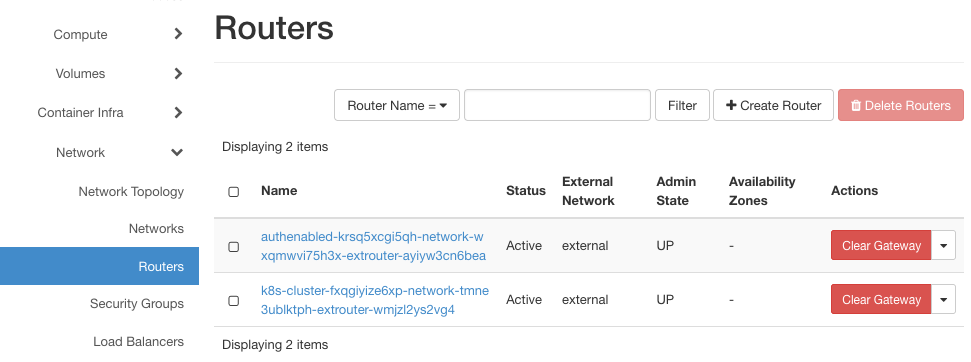 Routers
Compute
Volumes
Container Infra
Network
Network Topology
Networks
Routers
Security Groups
Load Balancers
Router Name =
Filter
Create Router
Delete Routers
Displaying 2 items
Name
Status
External
Network
Admin
State
Availability
Zones
Actions
authenabled-krsq5xcgi5qh-network-w
xqmwvi75h3x-extrouter-ayiyw3cn6bea
Active
external
UP
-
Clear Gateway
k8s-cluster-fxqgiyize6xp-network-tmne
3ublktph-extrouter-wmjzl2ys2vg4
Active
external
UP
-
Clear Gateway
Displaying 2 items